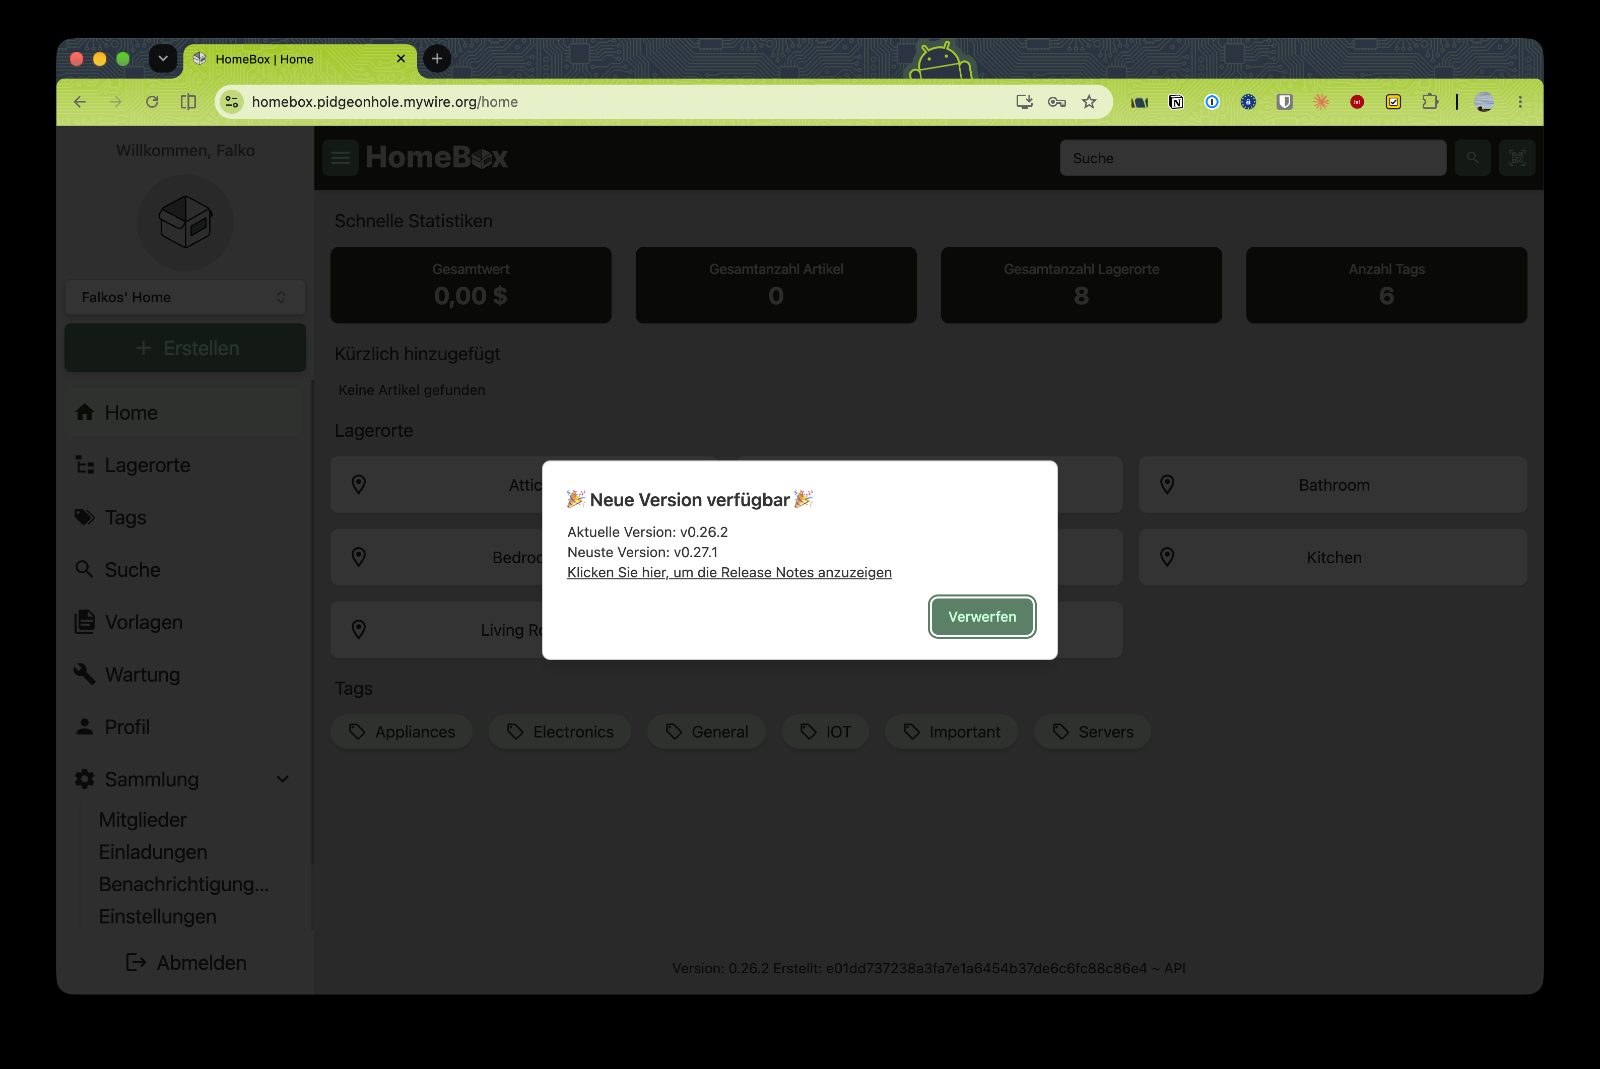 HomeBox | Home
homebox.pidgeonhole.mywire.org/home
Willkommen, Falko
HomeBox
Suche
Falkos' Home
+ Erstellen
Home
Lagerorte
Tags
Suche
Vorlagen
Wartung
Profil
Sammlung
Mitglieder
Einladungen
Benachrichtigung...
Einstellungen
Abmelden
Schnelle Statistiken
Gesamtwert
0,00 $
Gesamtanzahl Artikel
0
Gesamtanzahl Lagerorte
8
Anzahl Tags
6
Kürzlich hinzugefügt
Keine Artikel gefunden
Lagerorte
Attic
Bathroom
Kitchen
🎉 Neue Version verfügbar 🎉
Aktuelle Version: v0.26.2
Neuste Version: v0.27.1
Klicken Sie hier, um die Release Notes anzuzeigen
Verwerfen
Tags
Appliances
Electronics
General
IOT
Important
Servers
Version: 0.26.2 Erstellt: e01dd737238a3fa7e1a6454b37de6c6fc88c86e4 ~ API